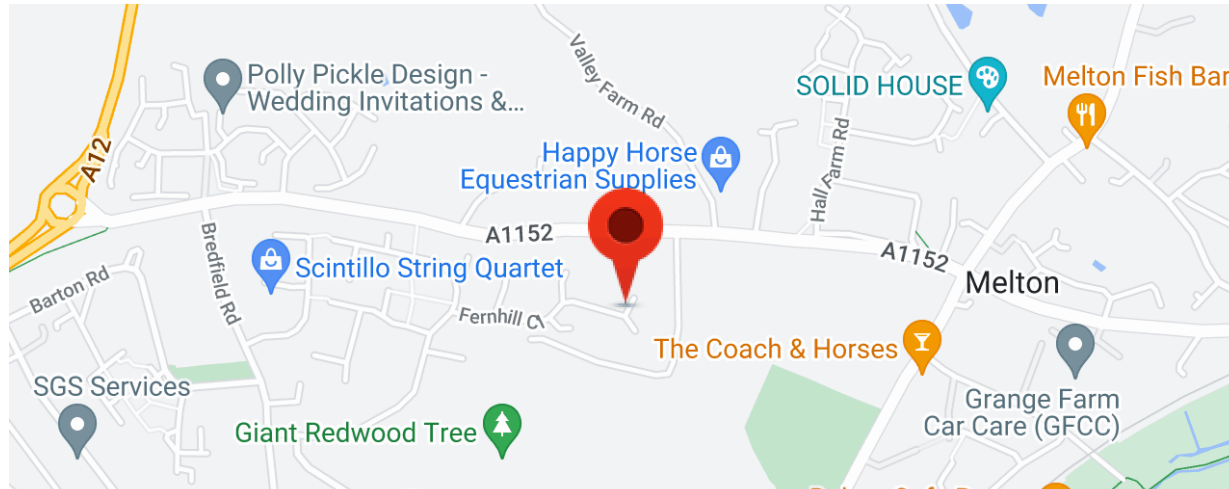 Polly Pickle Design -
Wedding Invitations &...
Valley Farm Rd
SOLID HOUSE
Melton Fish Bar
A12
Happy Horse
Equestrian Supplies
Hall Farm Rd
A1152
A1152
Bredfield Rd
Barton Rd
Scintillo String Quartet
Melton
Fernhill Cl
The Coach & Horses
SGS Services
Grange Farm
Car Care (GFCC)
Giant Redwood Tree